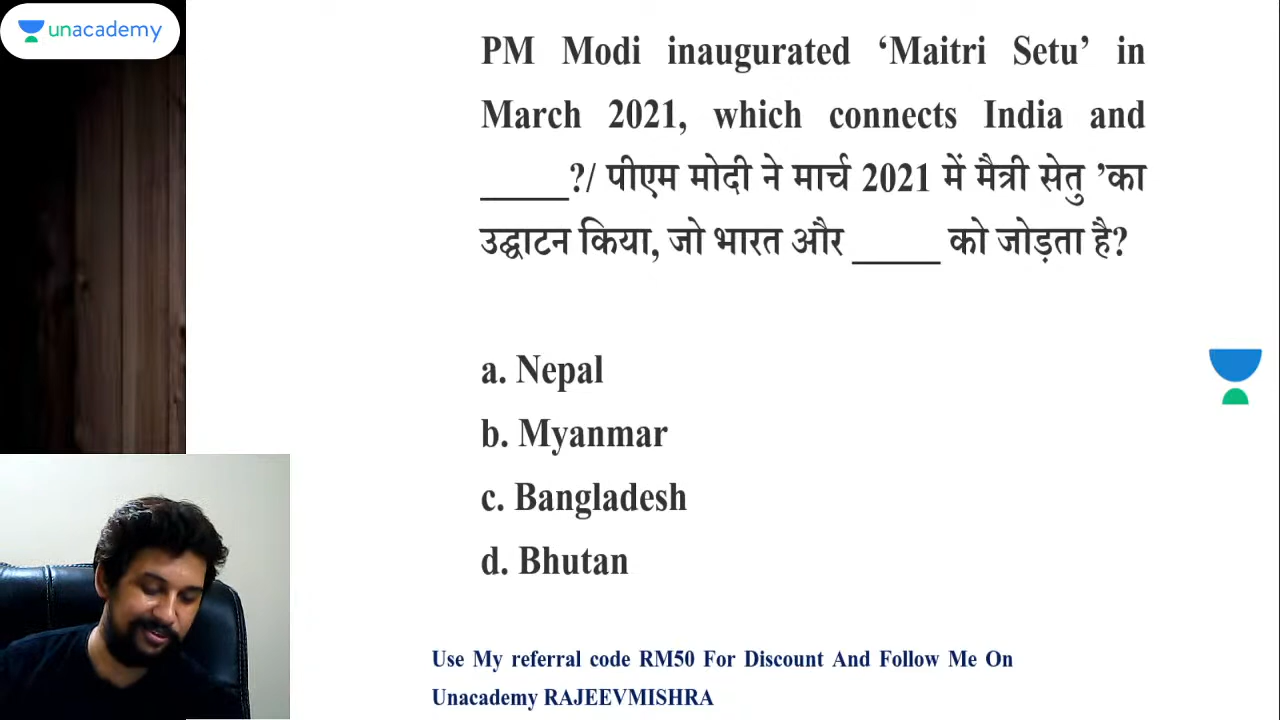 unacademy
PM Modi inaugurated ‘Maitri Setu’ in
March 2021, which connects India and
_____?/ पीएम मोदी ने मार्च 2021 में मैत्री सेतु ’का
उद्घाटन किया, जो भारत और _____ को जोड़ता है?
a. Nepal
b. Myanmar
c. Bangladesh
d. Bhutan
Use My referral code RM50 For Discount And Follow Me On
Unacademy RAJEEVMISHRA